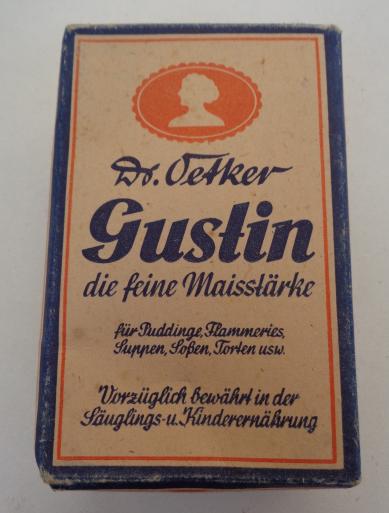 Dr. Oetker
Gustin
die feine Maisstärke
für Puddinge, Flammeries,
Suppen, Soßen, Torten usw.
Vorzüglich bewährt in der
Säuglings-u. Kinderernährung